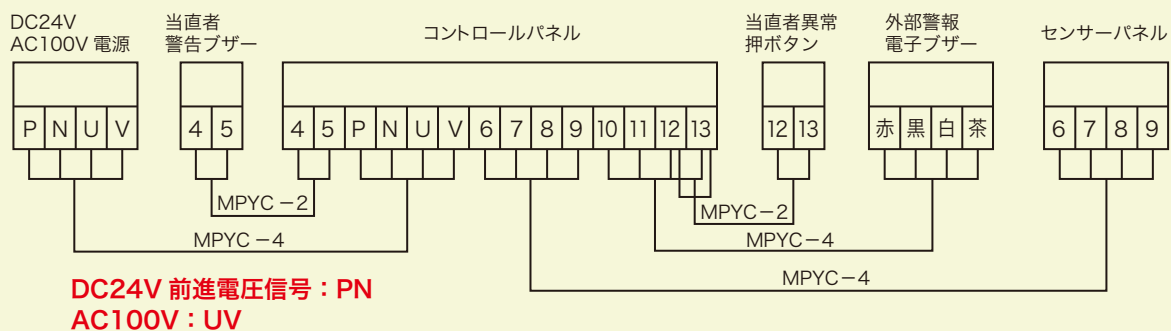 DC24V
AC100V 電源
当直者
警告ブザー
コントロールパネル
当直者異常
押ボタン
外部警報
電子ブザー
センサーパネル
P N U V
4 5
4 5 P N U V 6 7 8 9 10 11 12 13
12 13
赤 黒 白 茶
6 7 8 9
MPYC－2
MPYC－2
MPYC－4
MPYC－4
MPYC－4
DC24V 前進電圧信号：PN
AC100V：UV